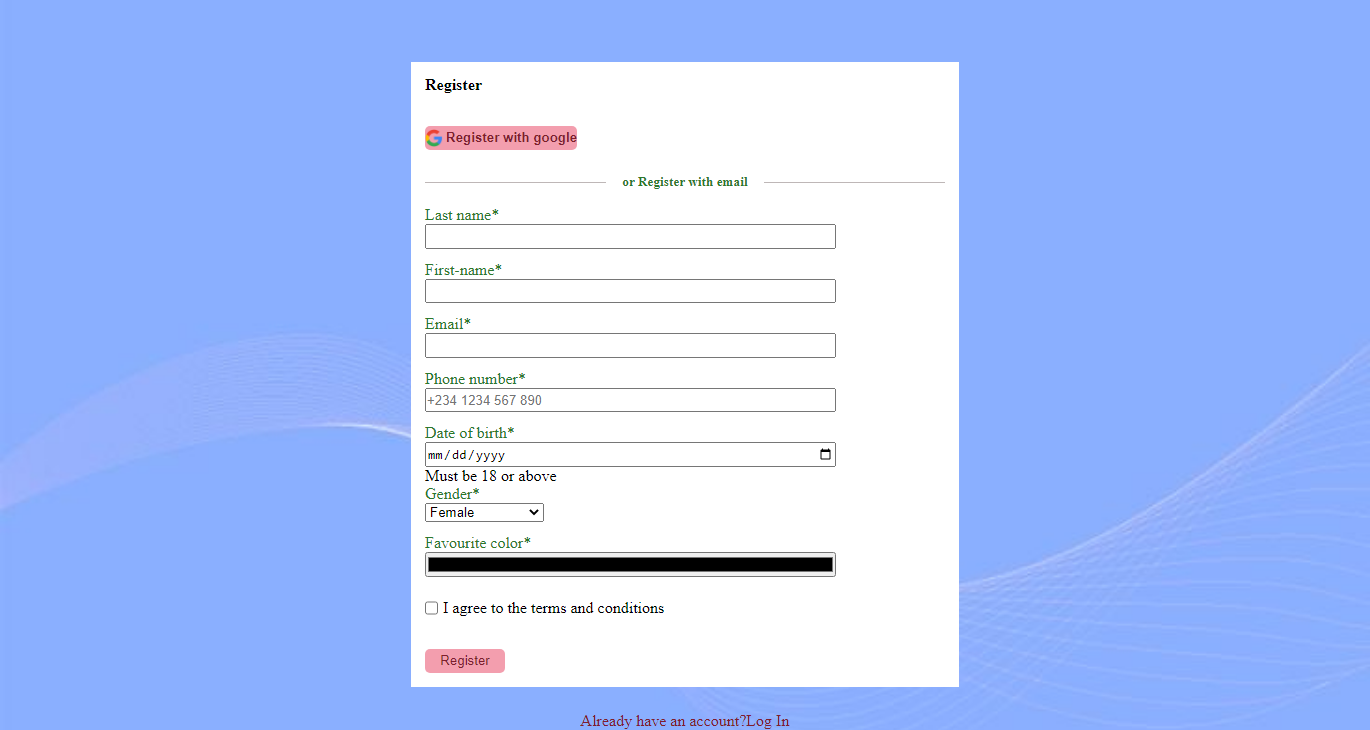 Register
Register with google
or Register with email
Last name*
First-name*
Email*
Phone number*
+234 1234 567 890
Date of birth*
mm/dd/yyyy
Must be 18 or above
Gender*
Female
Favourite color*
I agree to the terms and conditions
Register
Already have an account?Log In